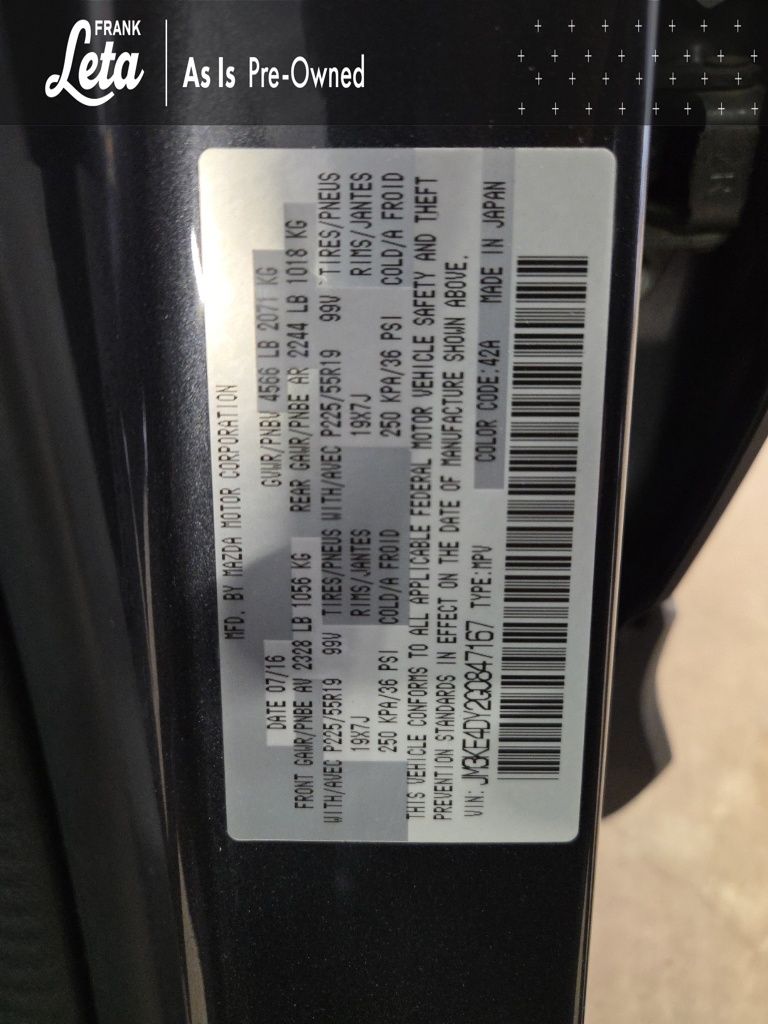 FRANK
Leta
As Is Pre-Owned
MFD. BY MAZDA MOTOR CORPORATION
DATE 07/16 GVWR/PNBV 4566 LB 2071 KG
FRONT GAWR/PNBE AV 2328 LB 1056 KG REAR GAWR/PNBE AR 2244 LB 1018 KG
WITH/AVEC P225/55R19 99V TIRES/PNEUS WITH/AVEC P225/55R19 99V TIRES/PNEUS
19X7J RIMS/JANTES 19X7J RIMS/JANTES
250 KPA/36 PSI COLD/A FROID 250 KPA/36 PSI COLD/A FROID
THIS VEHICLE CONFORMS TO ALL APPLICABLE FEDERAL MOTOR VEHICLE SAFETY AND THEFT
PREVENTION STANDARDS IN EFFECT ON THE DATE OF MANUFACTURE SHOWN ABOVE.
VIN: JM3KE4DY2G0847167 TYPE:MPV COLOR CODE:42A MADE IN JAPAN